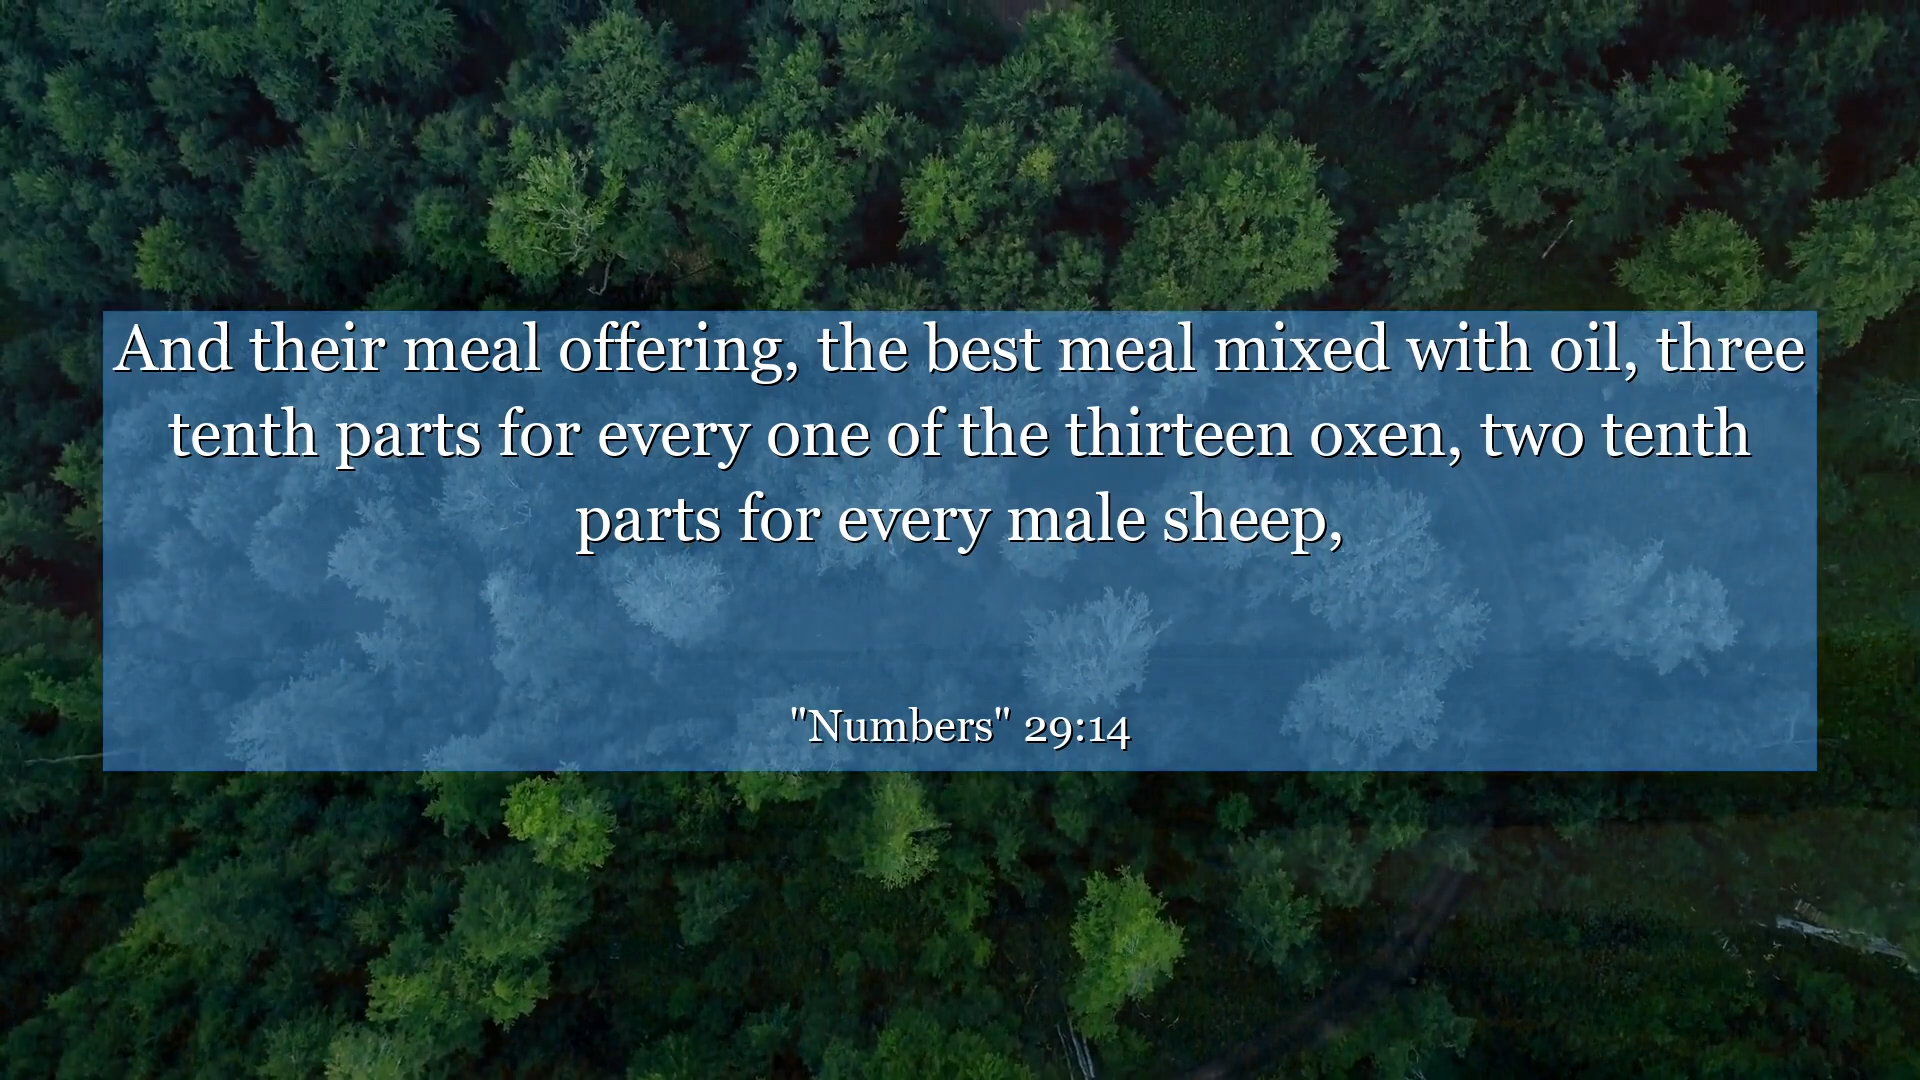 And their meal offering, the best meal mixed with oil, three
tenth parts for every one of the thirteen oxen, two tenth
parts for every male sheep,
"Numbers" 29:14